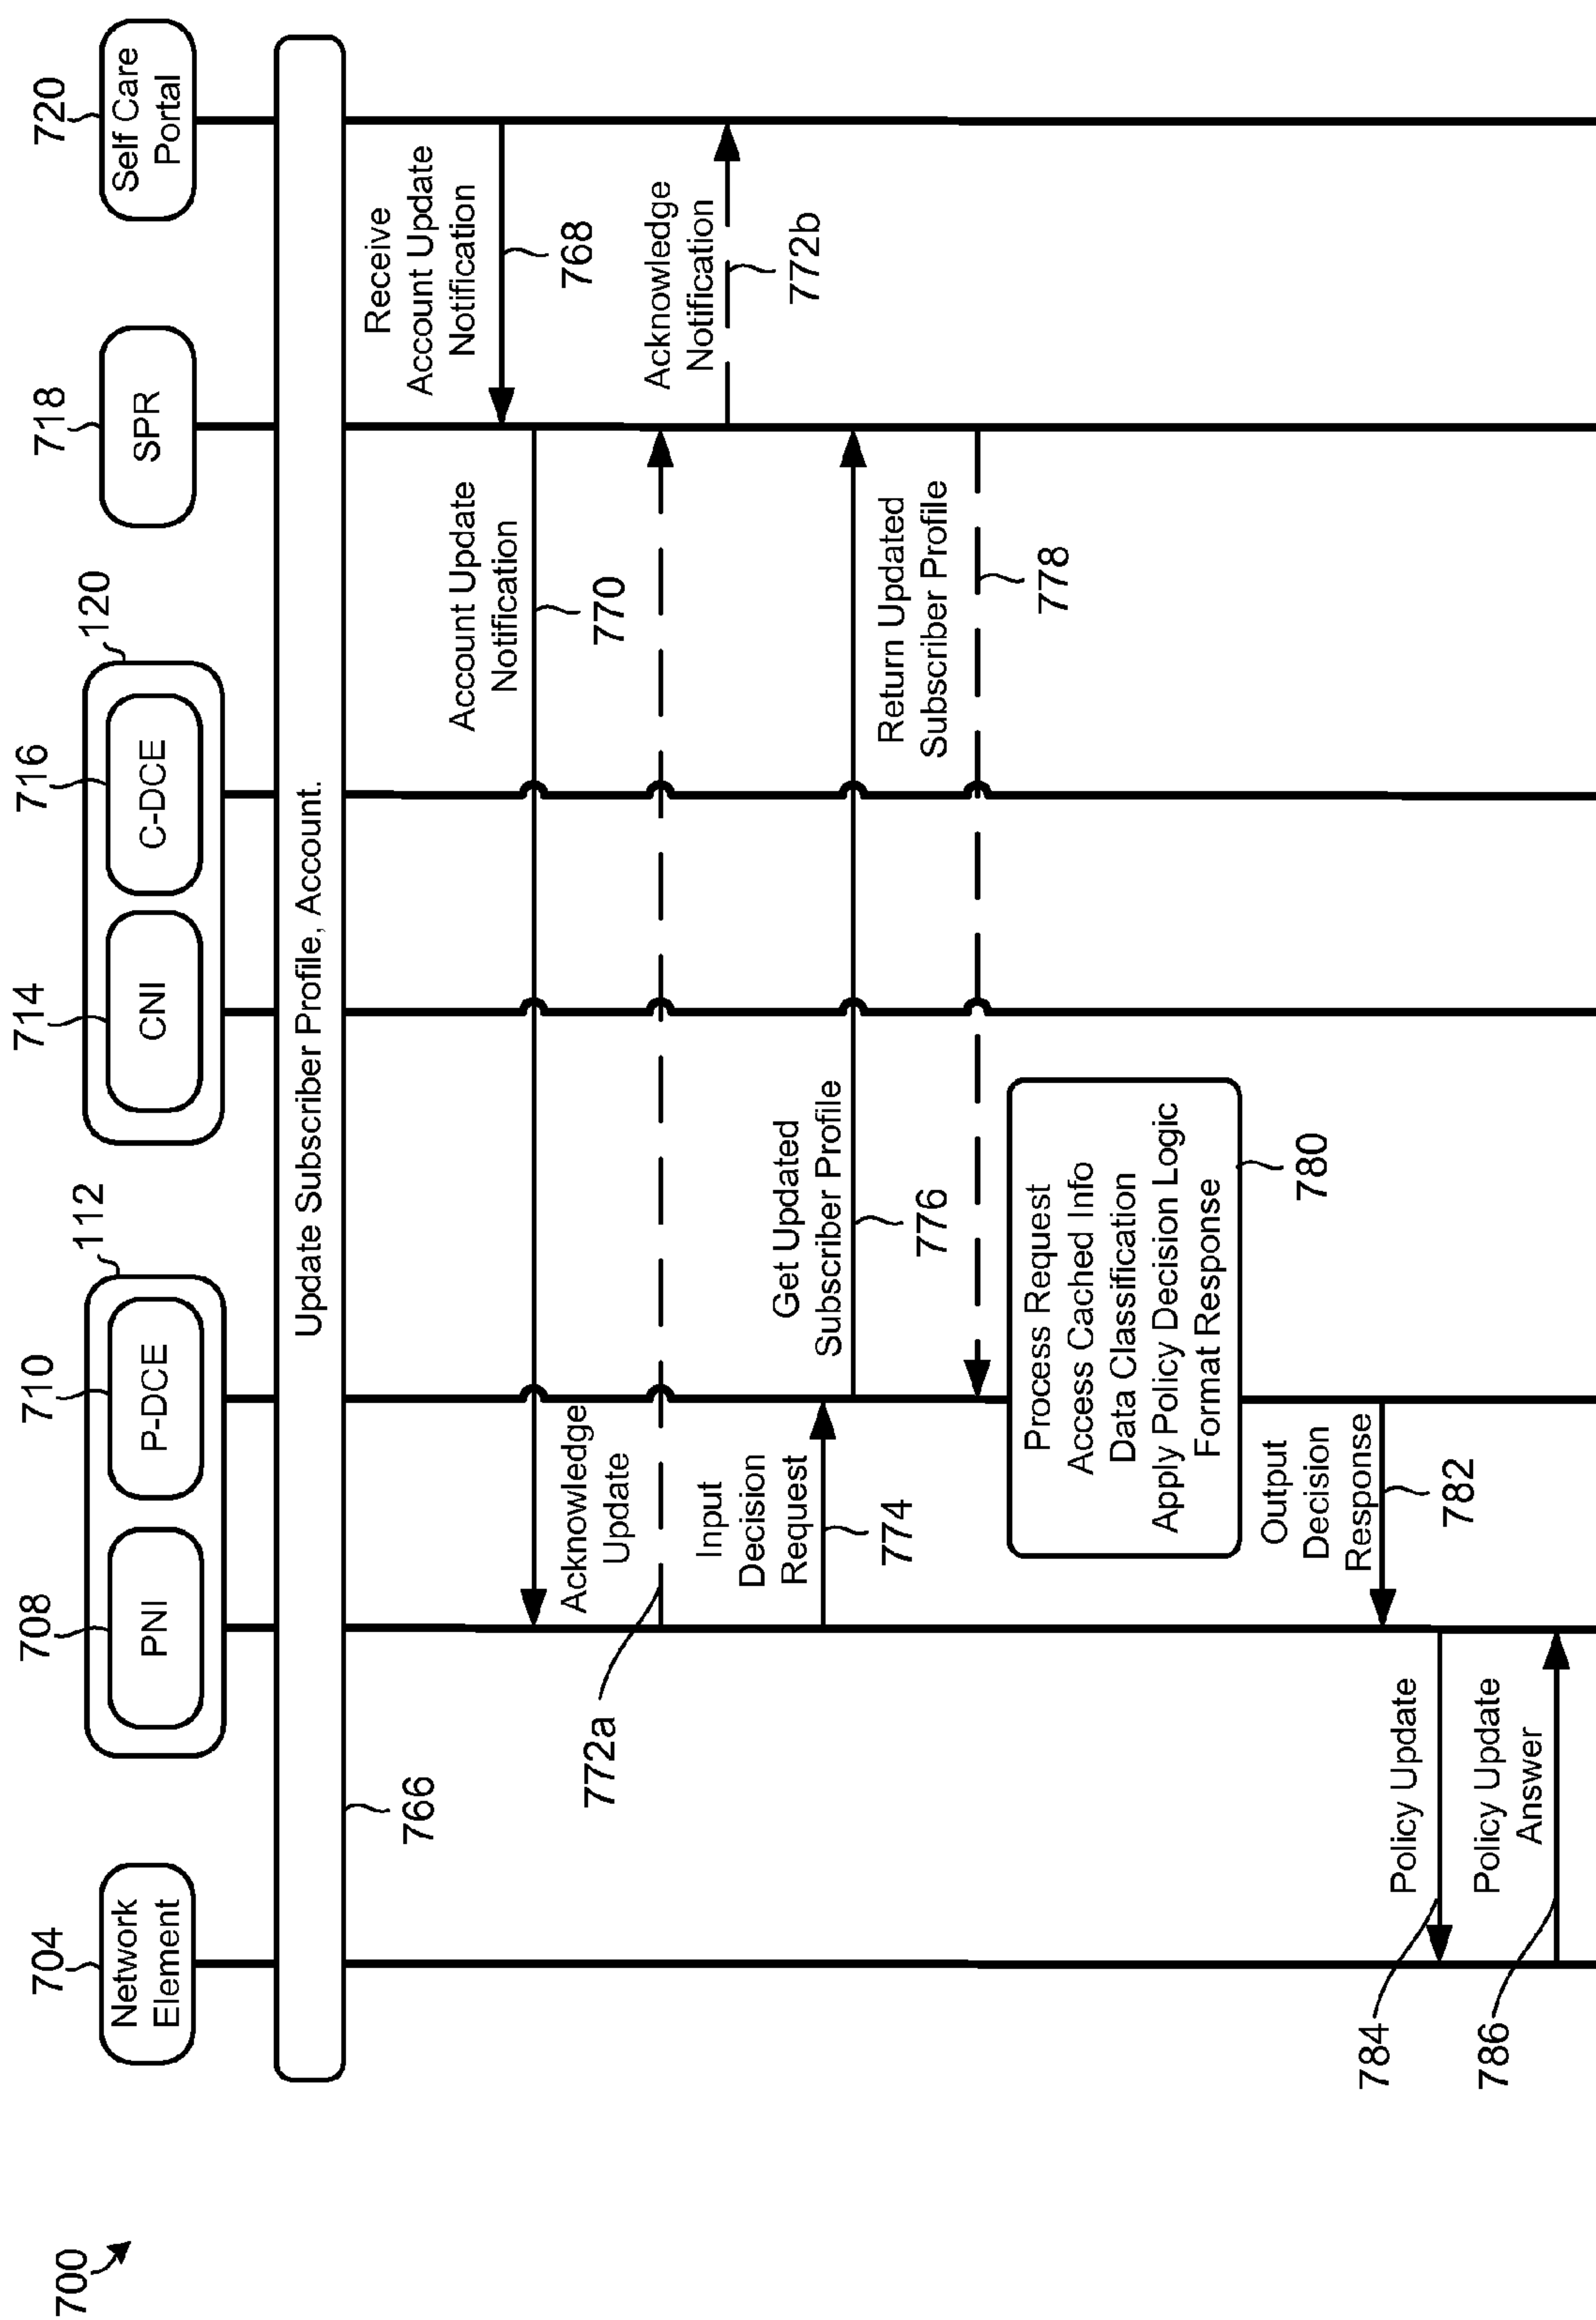 700
704
Network
Element
112
708
PNI
710
P-DCE
120
714
CNI
716
C-DCE
718
SPR
720
Self Care
Portal
Update Subscriber Profile, Account.
766
Receive
Account Update
Notification
768
Account Update
Notification
770
Acknowledge
Update
772a
Acknowledge
Notification
772b
Input
Decision
Request
774
Get Updated
Subscriber Profile
776
Return Updated
Subscriber Profile
778
Process Request
Access Cached Info
Data Classification
Apply Policy Decision Logic
Format Response
780
Output
Decision
Response
782
Policy Update
784
Policy Update
Answer
786